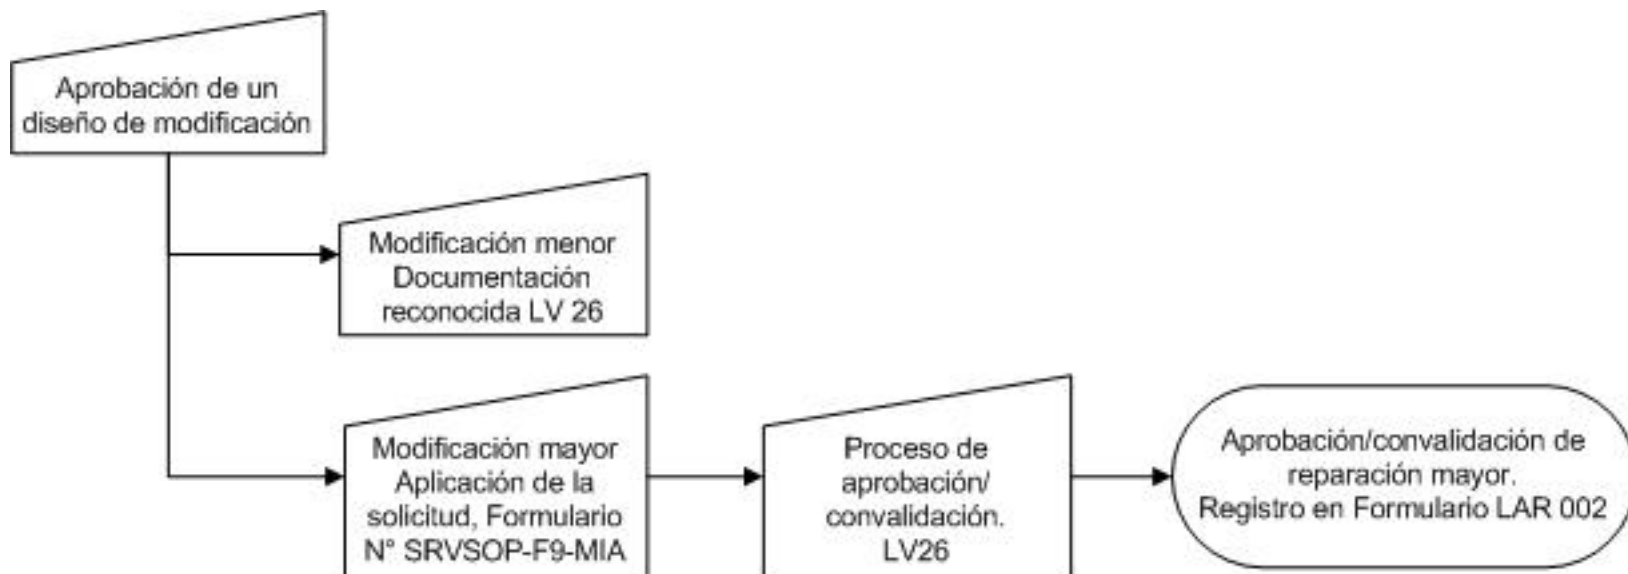 Aprobación de un
diseño de modificación
Modificación menor
Documentación
reconocida LV 26
Modificación mayor
Aplicación de la
solicitud, Formulario
N° SRVSOP-F9-MIA
Proceso de
aprobación/
convalidación.
LV26
Aprobación/convalidación de
reparación mayor.
Registro en Formulario LAR 002